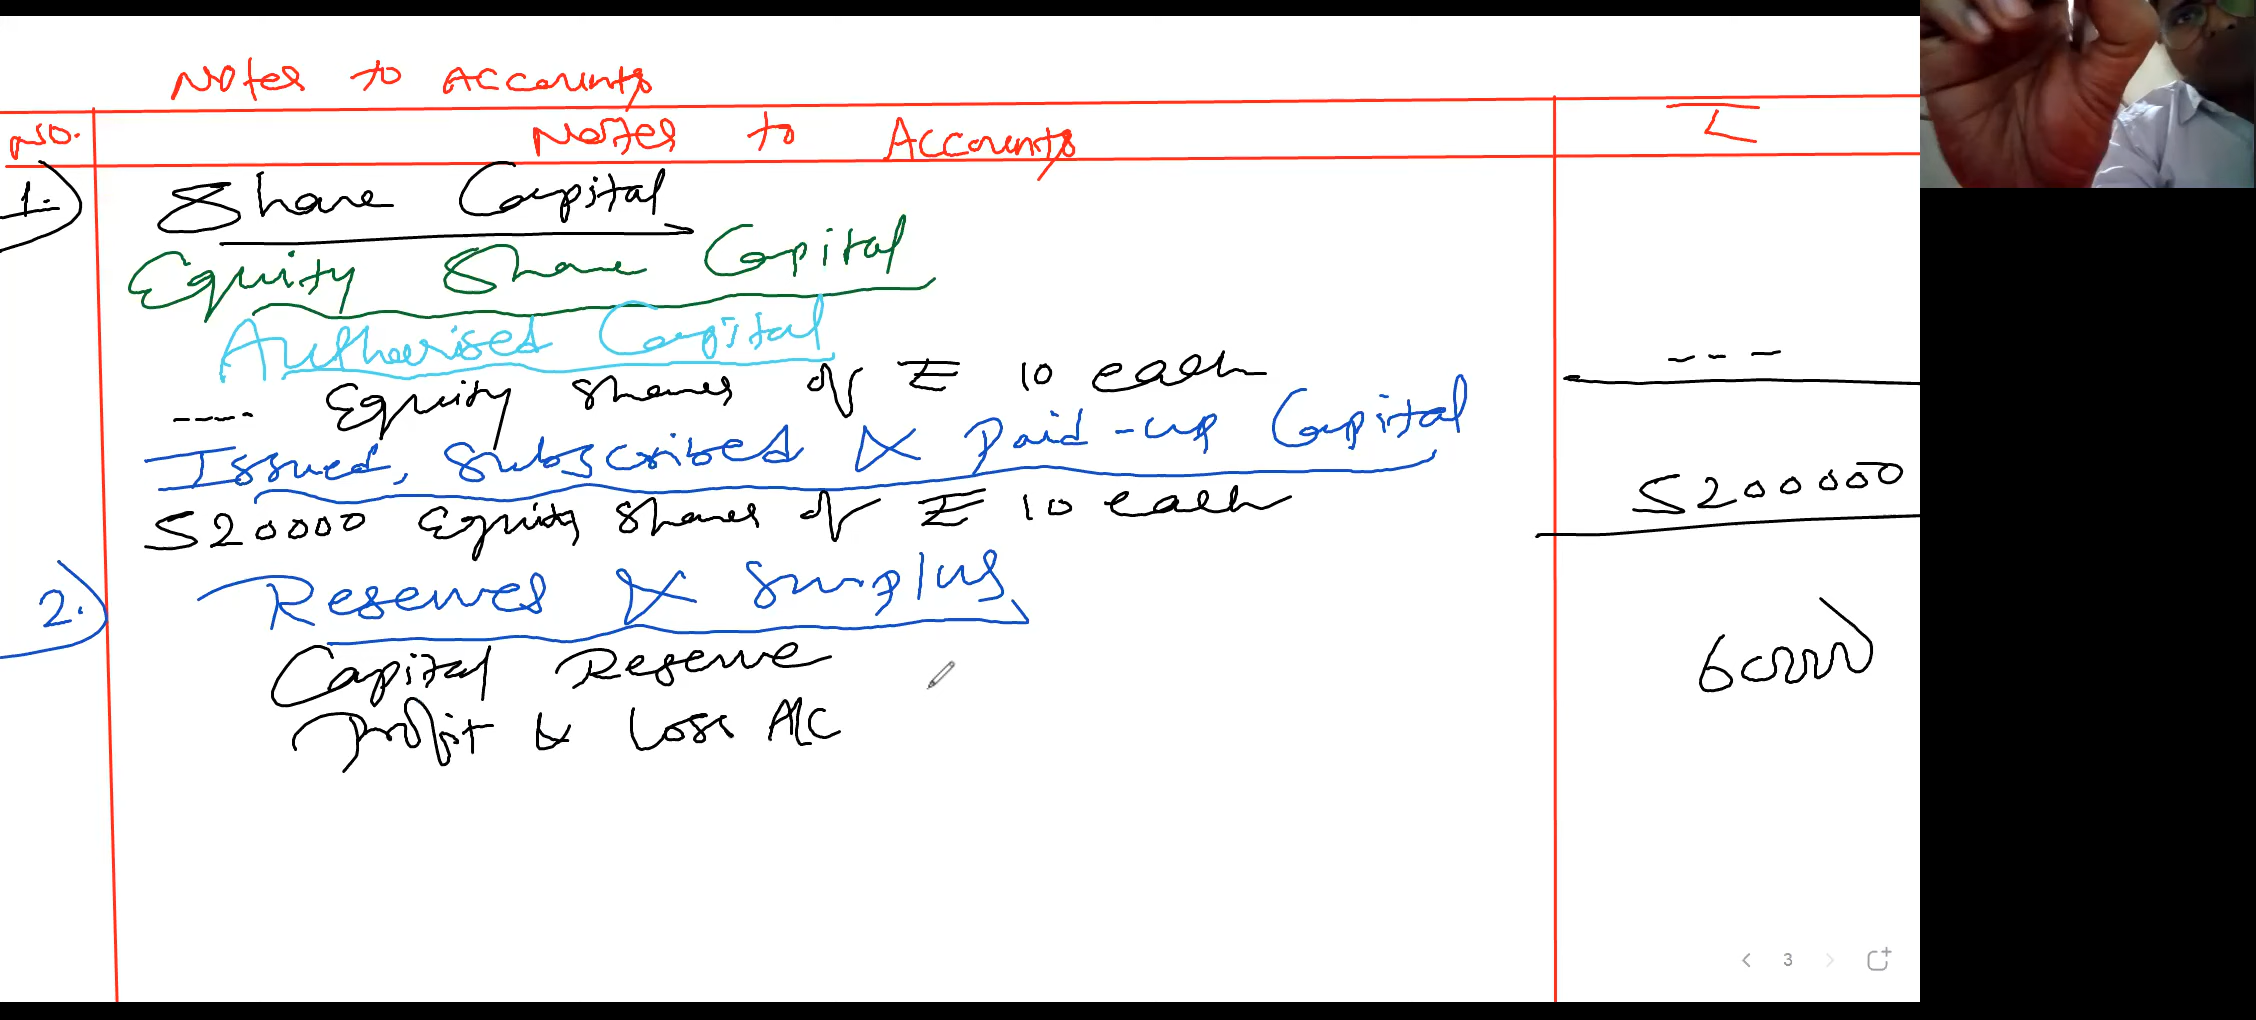 Notes to Accounts
NO. Notes to Accounts ₹
1. Share Capital
Equity Share Capital
Authorised Capital
---- Equity shares of ₹ 10 each ---
Issued, Subscribed & Paid-up Capital
520000 Equity shares of ₹ 10 each 5200000
2. Reserves & Surplus
Capital Reserve
Profit & Loss A/C
3